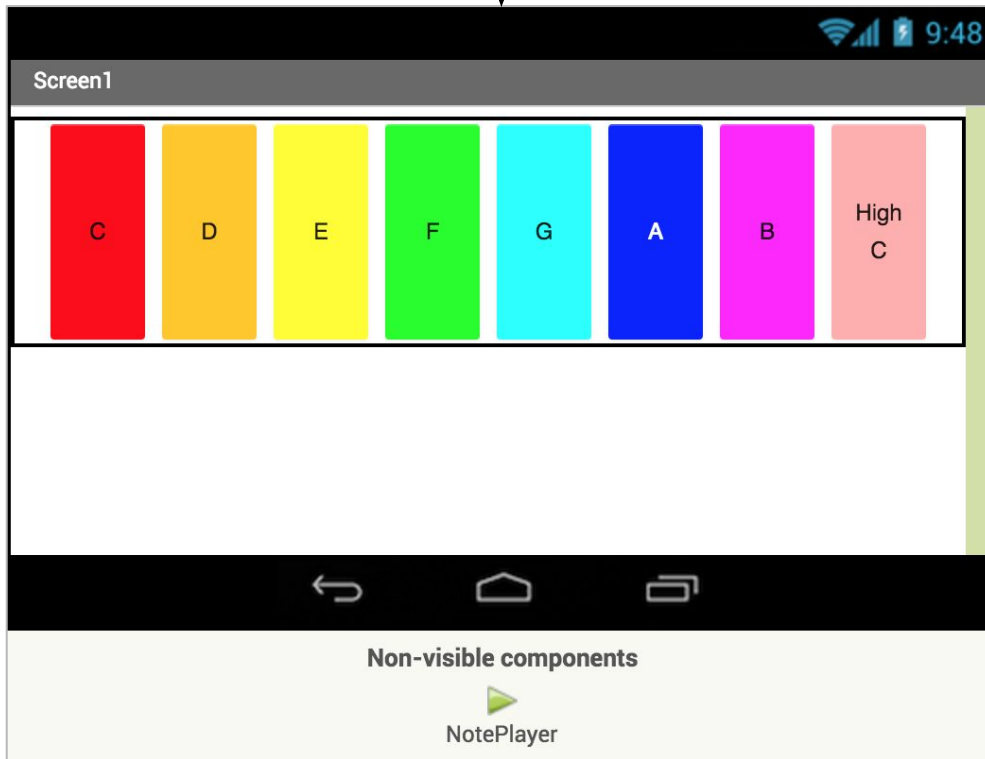 9:48
Screen1
C D E F G A B High C
Non-visible components
NotePlayer